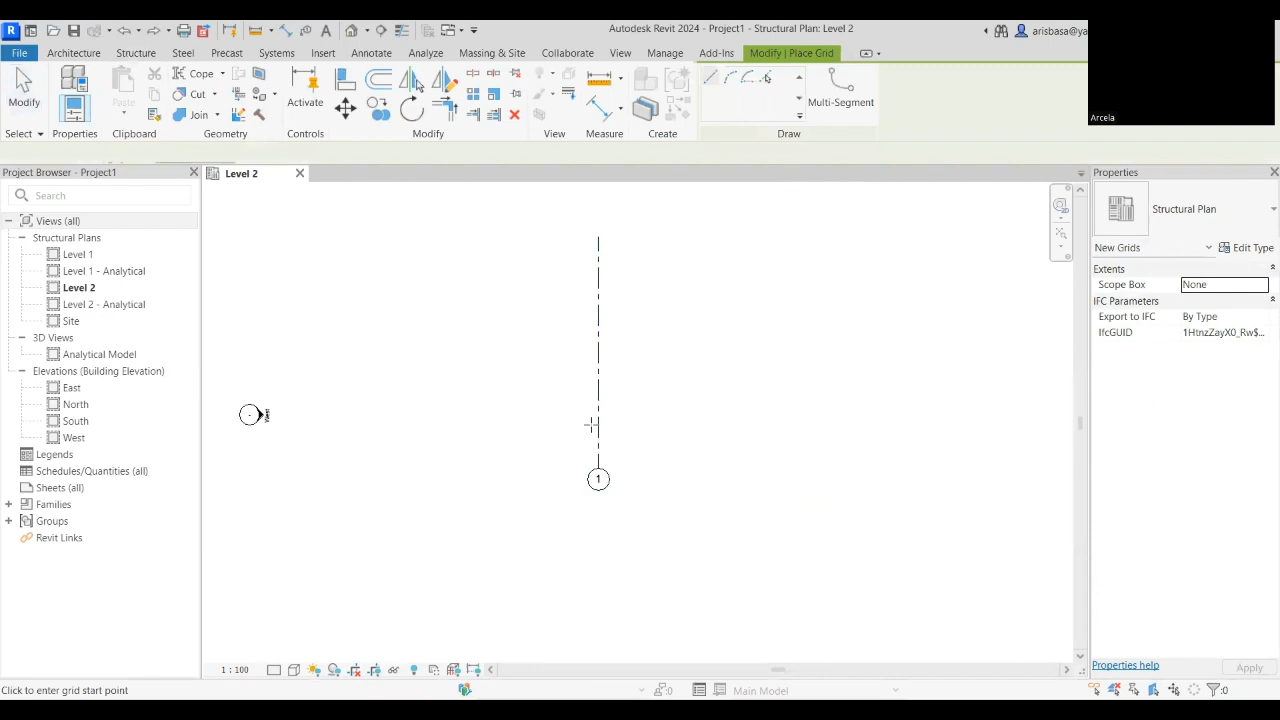 Autodesk Revit 2024 - Project1 - Structural Plan: Level 2
arisbasa@ya
File Architecture Structure Steel Precast Systems Insert Annotate Analyze Massing & Site Collaborate View Manage Add-Ins Modify | Place Grid
Modify
Select
Properties
Paste
Clipboard
Cope
Cut
Join
Geometry
Activate
Controls
Modify
View
Measure
Create
Draw
Multi-Segment
Arcela
Project Browser - Project1
Search
Views (all)
Structural Plans
Level 1
Level 1 - Analytical
Level 2
Level 2 - Analytical
Site
3D Views
Analytical Model
Elevations (Building Elevation)
East
North
South
West
Legends
Schedules/Quantities (all)
Sheets (all)
Families
Groups
Revit Links
Level 2
West
1
Properties
Structural Plan
New Grids
Edit Type
Extents
Scope Box None
IFC Parameters
Export to IFC By Type
IfcGUID 1HtnzZayX0_Rw$...
Properties help
Apply
1 : 100
Click to enter grid start point
:0
Main Model
:0